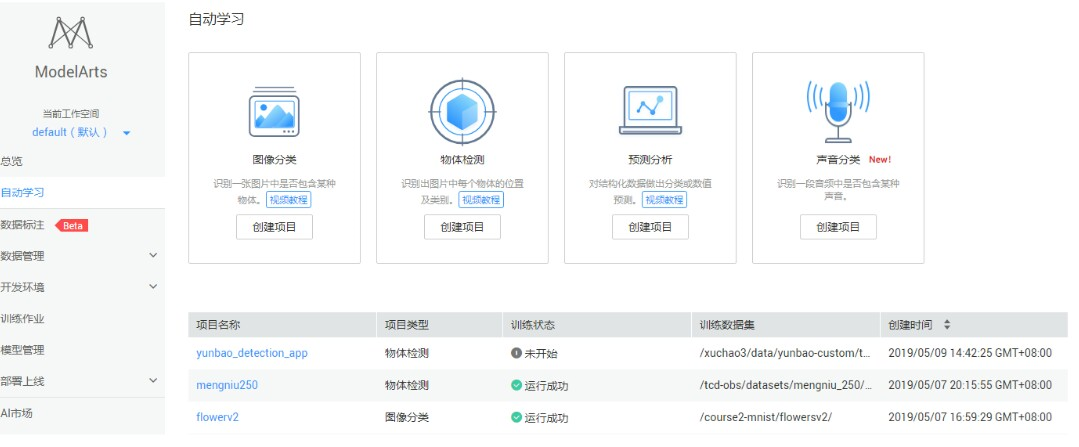 ModelArts
当前工作空间
default（默认）
总览
自动学习
数据标注 Beta
数据管理
开发环境
训练作业
模型管理
部署上线
AI市场
自动学习
图像分类
识别一张图片中是否包含某种
物体。 视频教程
创建项目
物体检测
识别出图片中每个物体的位置
及类别。 视频教程
创建项目
预测分析
对结构化数据做出分类或数值
预测。 视频教程
创建项目
声音分类 New!
识别一段音频中是否包含某种
声音。
创建项目
项目名称 项目类型 训练状态 训练数据集 创建时间
yunbao_detection_app 物体检测 未开始 /xuchao3/data/yunbao-custom/t... 2019/05/09 14:42:25 GMT+08:00
mengniu250 物体检测 运行成功 /tcd-obs/datasets/mengniu_250/... 2019/05/07 20:15:55 GMT+08:00
flowerv2 图像分类 运行成功 /course2-mnist/flowersv2/ 2019/05/07 16:59:29 GMT+08:00